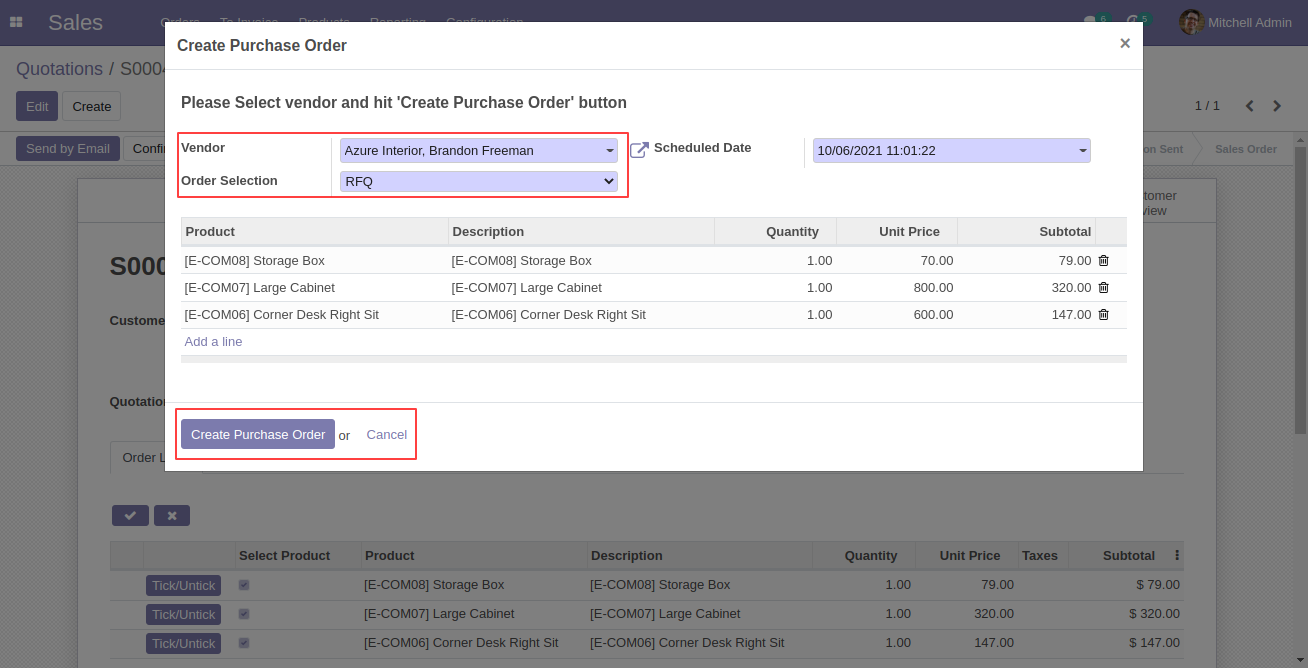 Sales
Orders To Invoice Products Reporting Configuration
6 5 Mitchell Admin
Create Purchase Order ×
Quotations / S0004
Edit Create 1 / 1
Please Select vendor and hit 'Create Purchase Order' button
Send by Email on Sent Sales Order
Vendor Azure Interior, Brandon Freeman Scheduled Date 10/06/2021 11:01:22
Order Selection RFQ
Product Description Quantity Unit Price Subtotal
[E-COM08] Storage Box [E-COM08] Storage Box 1.00 70.00 79.00
[E-COM07] Large Cabinet [E-COM07] Large Cabinet 1.00 800.00 320.00
[E-COM06] Corner Desk Right Sit [E-COM06] Corner Desk Right Sit 1.00 600.00 147.00
Add a line
Create Purchase Order or Cancel
Order L
Select Product Product Description Quantity Unit Price Taxes Subtotal
Tick/Untick [E-COM08] Storage Box [E-COM08] Storage Box 1.00 79.00 $ 79.00
Tick/Untick [E-COM07] Large Cabinet [E-COM07] Large Cabinet 1.00 320.00 $ 320.00
Tick/Untick [E-COM06] Corner Desk Right Sit [E-COM06] Corner Desk Right Sit 1.00 147.00 $ 147.00